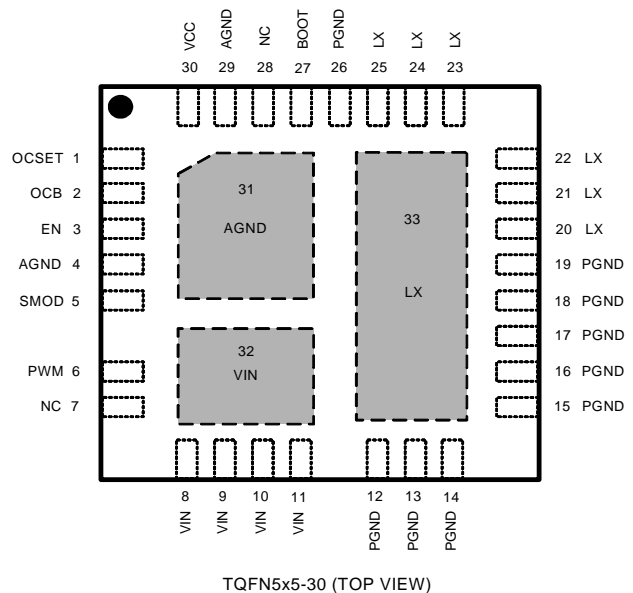 VCC AGND NC BOOT PGND LX LX LX
30 29 28 27 26 25 24 23
OCSET 1
OCB 2
EN 3
AGND 4
SMOD 5
PWM 6
NC 7
31
AGND
32
VIN
33
LX
22 LX
21 LX
20 LX
19 PGND
18 PGND
17 PGND
16 PGND
15 PGND
8 9 10 11 12 13 14
VIN VIN VIN VIN PGND PGND PGND
TQFN5x5-30 (TOP VIEW)